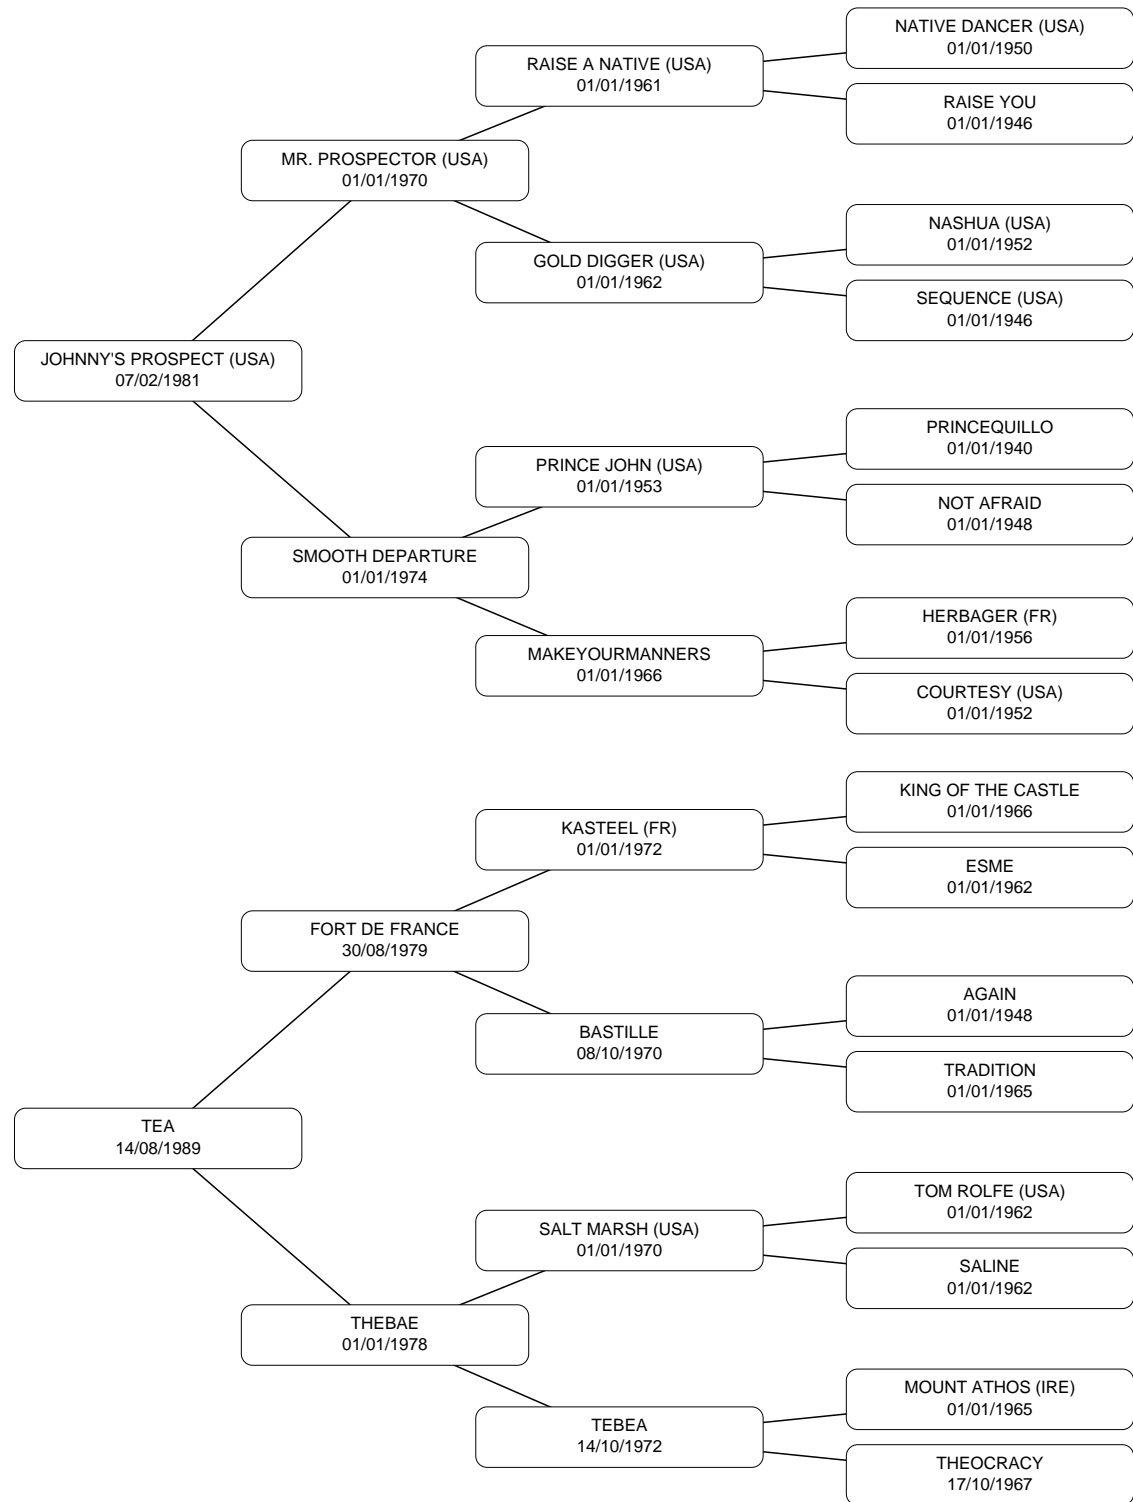 NATIVE DANCER (USA)
01/01/1950
RAISE A NATIVE (USA)
01/01/1961
RAISE YOU
01/01/1946
MR. PROSPECTOR (USA)
01/01/1970
NASHUA (USA)
01/01/1952
GOLD DIGGER (USA)
01/01/1962
SEQUENCE (USA)
01/01/1946
JOHNNY'S PROSPECT (USA)
07/02/1981
PRINCEQUILLO
01/01/1940
PRINCE JOHN (USA)
01/01/1953
NOT AFRAID
01/01/1948
SMOOTH DEPARTURE
01/01/1974
HERBAGER (FR)
01/01/1956
MAKEYOURMANNERS
01/01/1966
COURTESY (USA)
01/01/1952
KING OF THE CASTLE
01/01/1966
KASTEEL (FR)
01/01/1972
ESME
01/01/1962
FORT DE FRANCE
30/08/1979
AGAIN
01/01/1948
BASTILLE
08/10/1970
TRADITION
01/01/1965
TEA
14/08/1989
TOM ROLFE (USA)
01/01/1962
SALT MARSH (USA)
01/01/1970
SALINE
01/01/1962
THEBAE
01/01/1978
MOUNT ATHOS (IRE)
01/01/1965
TEBEA
14/10/1972
THEOCRACY
17/10/1967